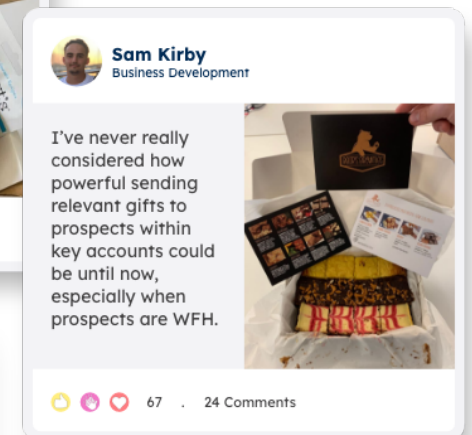 Sam Kirby
Business Development
I've never really
considered how
powerful sending
relevant gifts to
prospects within
key accounts could
be until now,
especially when
prospects are WFH.
67 . 24 Comments